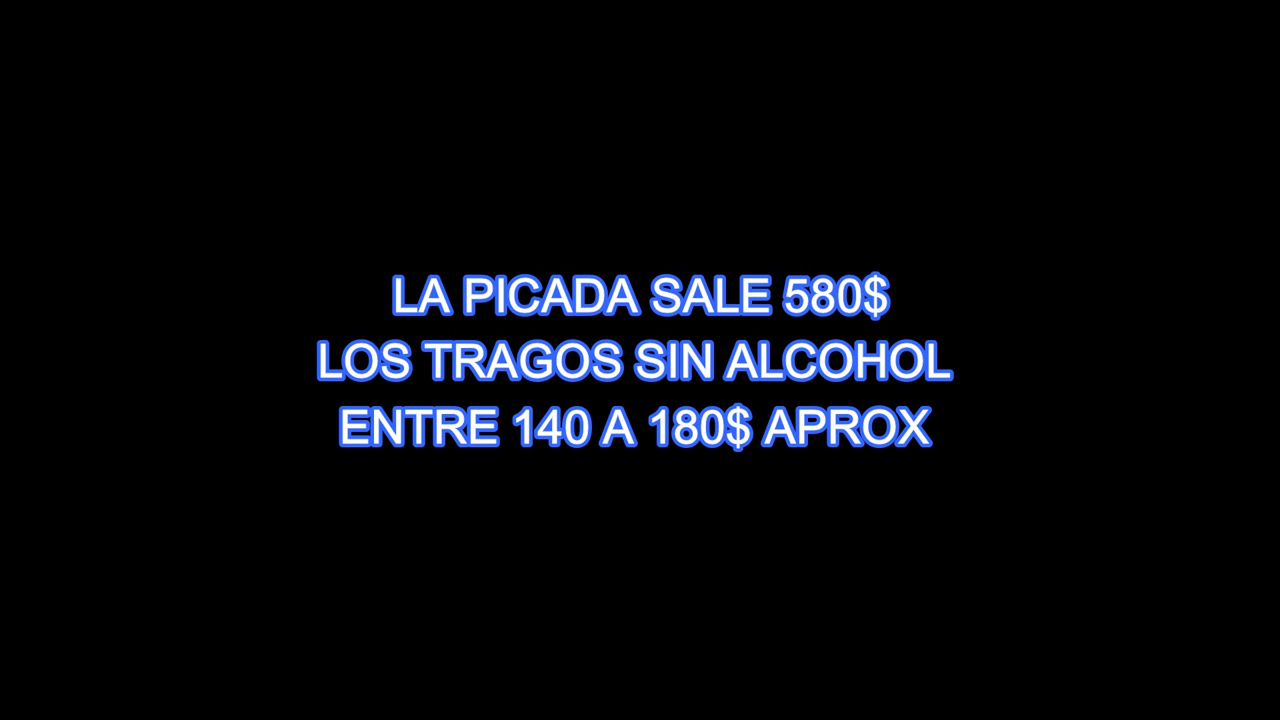 LA PICADA SALE 580$
LOS TRAGOS SIN ALCOHOL
ENTRE 140 A 180$ APROX